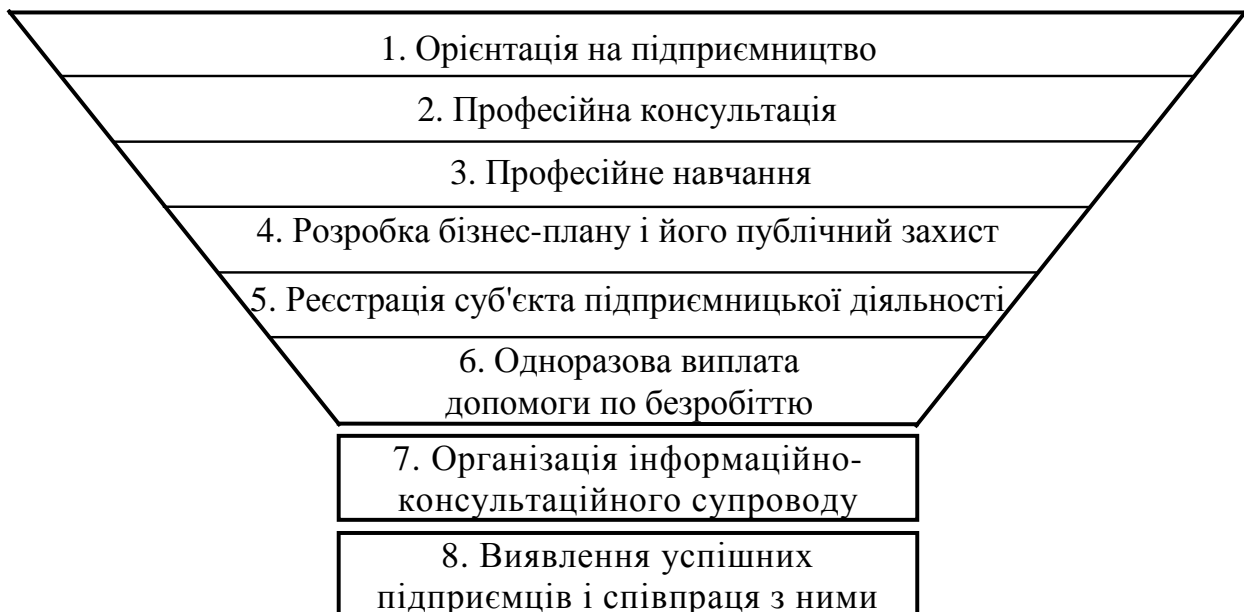 1. Орієнтація на підприємництво
2. Професійна консультація
3. Професійне навчання
4. Розробка бізнес-плану і його публічний захист
5. Реєстрація суб'єкта підприємницької діяльності
6. Одноразова виплата
допомоги по безробіттю
7. Організація інформаційно-
консультаційного супроводу
8. Виявлення успішних
підприємців і співпраця з ними